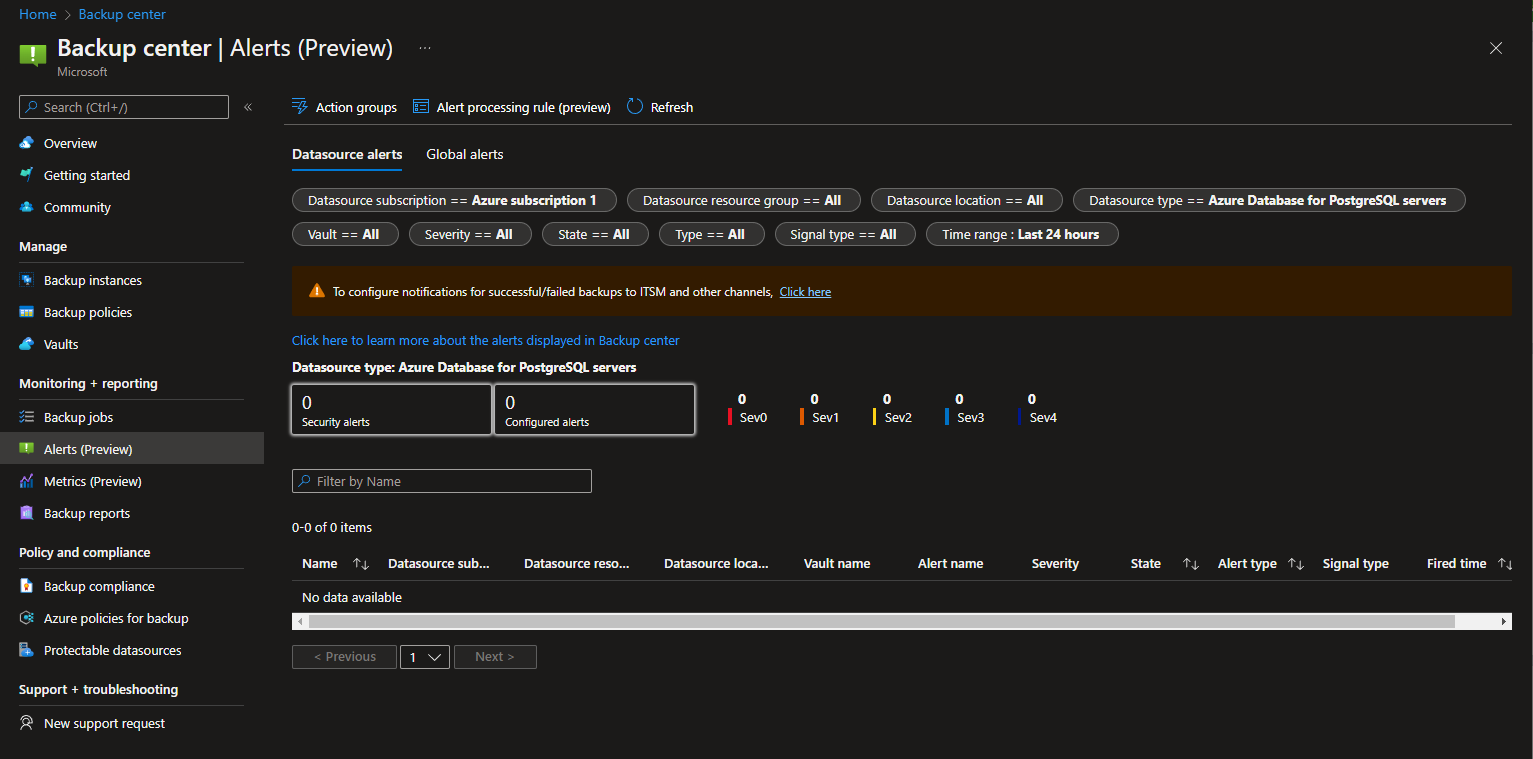 Home > Backup center
Backup center | Alerts (Preview) ...
Microsoft
Search (Ctrl+/) «
Overview
Getting started
Community
Manage
Backup instances
Backup policies
Vaults
Monitoring + reporting
Backup jobs
Alerts (Preview)
Metrics (Preview)
Backup reports
Policy and compliance
Backup compliance
Azure policies for backup
Protectable datasources
Support + troubleshooting
New support request
Action groups Alert processing rule (preview) Refresh
Datasource alerts Global alerts
Datasource subscription == Azure subscription 1 Datasource resource group == All Datasource location == All Datasource type == Azure Database for PostgreSQL servers
Vault == All Severity == All State == All Type == All Signal type == All Time range : Last 24 hours
To configure notifications for successful/failed backups to ITSM and other channels, Click here
Click here to learn more about the alerts displayed in Backup center
Datasource type: Azure Database for PostgreSQL servers
0 Security alerts
0 Configured alerts
0 Sev0
0 Sev1
0 Sev2
0 Sev3
0 Sev4
Filter by Name
0-0 of 0 items
Name ↑↓ Datasource sub... Datasource reso... Datasource loca... Vault name Alert name Severity State ↑↓ Alert type ↑↓ Signal type Fired time ↑↓
No data available
< Previous 1 Next >